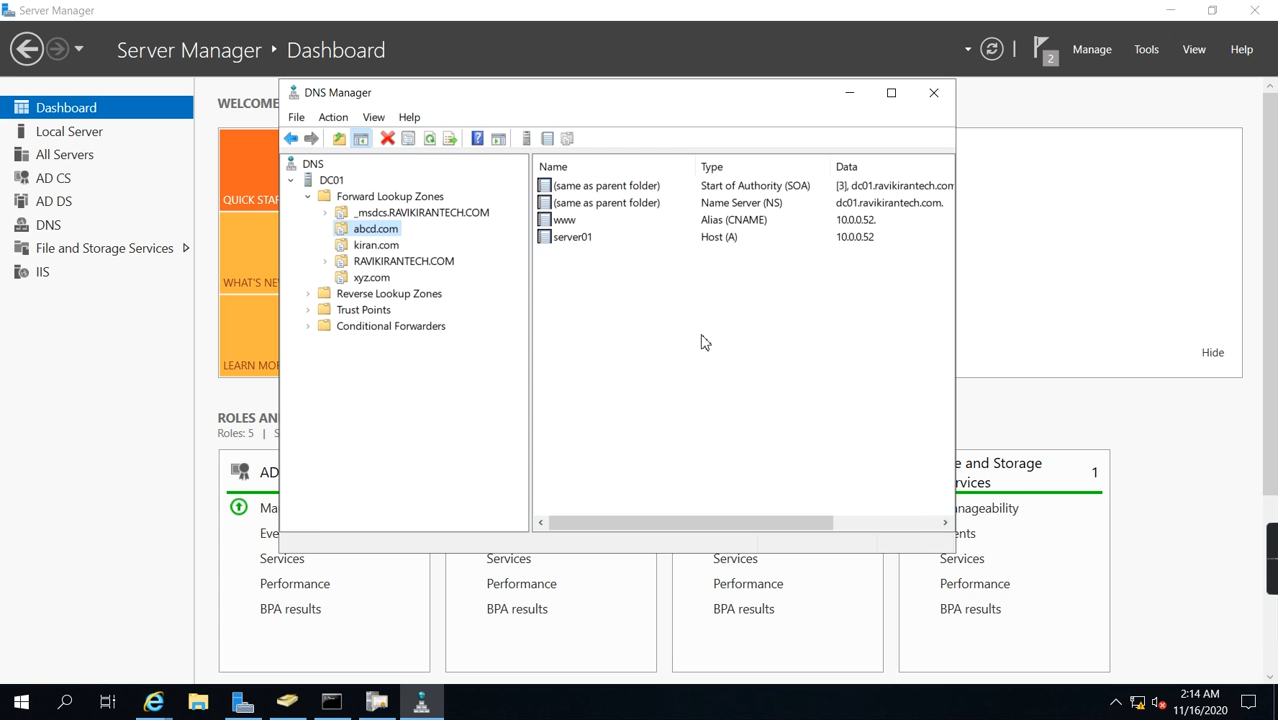 Server Manager
Server Manager • Dashboard
2
Manage Tools View Help
Dashboard
Local Server
All Servers
AD CS
AD DS
DNS
File and Storage Services
IIS
WELCOME
QUICK STAR
WHAT'S NE
LEARN MO
Hide
DNS Manager
File Action View Help
DNS
DC01
Forward Lookup Zones
_msdcs.RAVIKIRANTECH.COM
abcd.com
kiran.com
RAVIKIRANTECH.COM
xyz.com
Reverse Lookup Zones
Trust Points
Conditional Forwarders
Name Type Data
(same as parent folder) Start of Authority (SOA) [3], dc01.ravikirantech.com
(same as parent folder) Name Server (NS) dc01.ravikirantech.com.
www Alias (CNAME) 10.0.0.52.
server01 Host (A) 10.0.0.52
ROLES AN
Roles: 5 | S
AD
Ma
Eve
Services
Performance
BPA results
Services
Performance
BPA results
Services
Performance
BPA results
e and Storage
rvices
1
anageability
ents
Services
Performance
BPA results
2:14 AM
11/16/2020